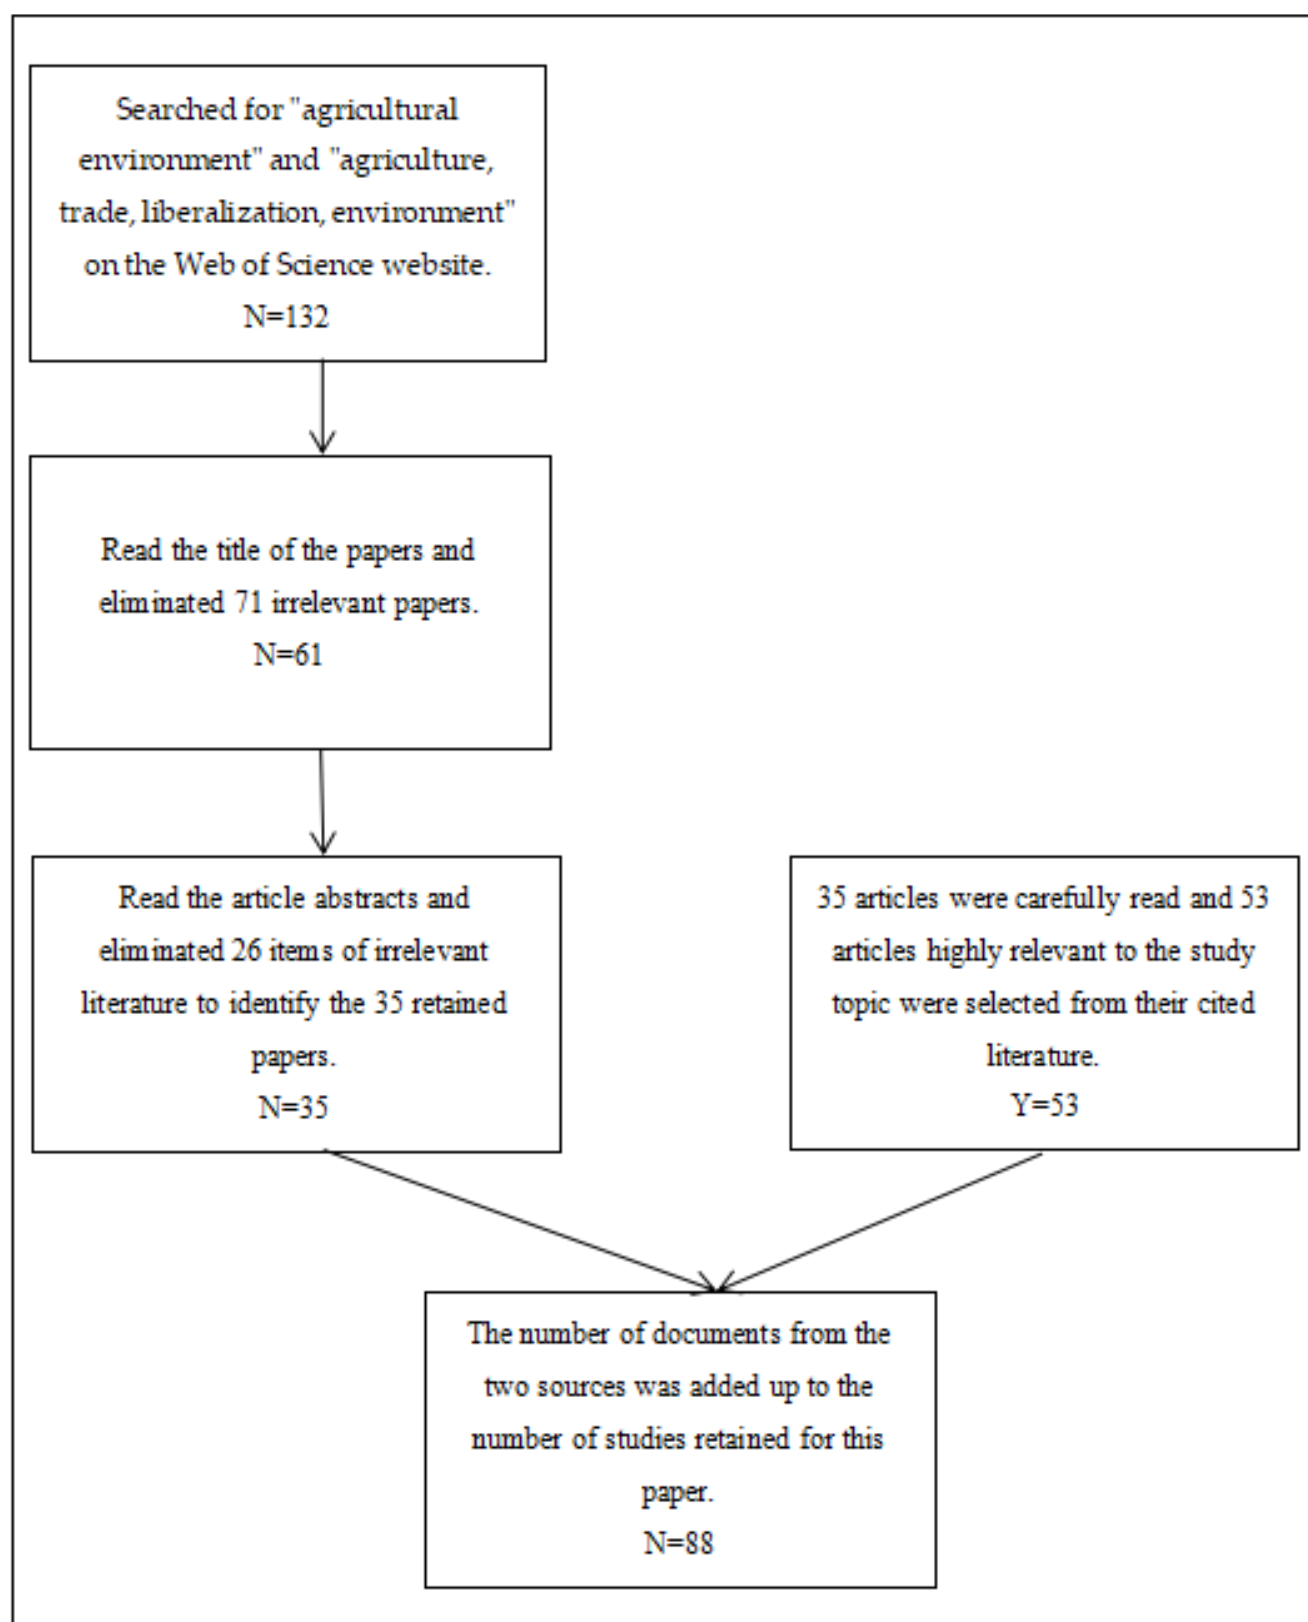 Searched for "agricultural
environment" and "agriculture,
trade, liberalization, environment"
on the Web of Science website.
N=132
Read the title of the papers and
eliminated 71 irrelevant papers.
N=61
Read the article abstracts and
eliminated 26 items of irrelevant
literature to identify the 35 retained
papers.
N=35
35 articles were carefully read and 53
articles highly relevant to the study
topic were selected from their cited
literature.
Y=53
The number of documents from the
two sources was added up to the
number of studies retained for this
paper.
N=88